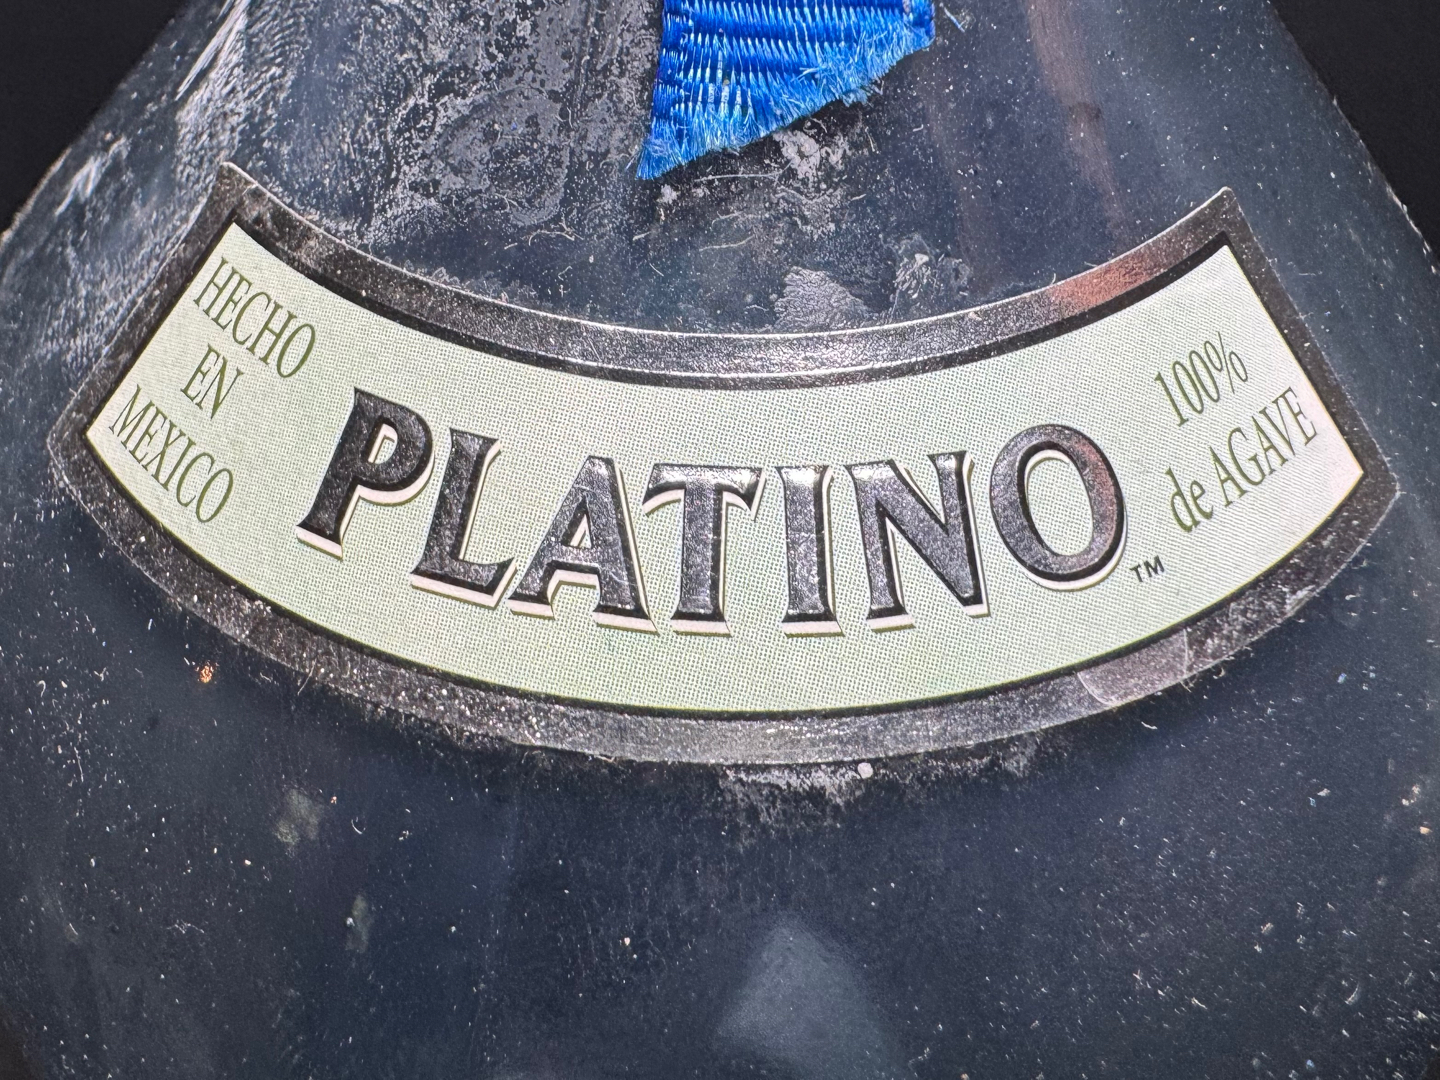 HECHO
EN
MEXICO
PLATINO™
100%
de AGAVE